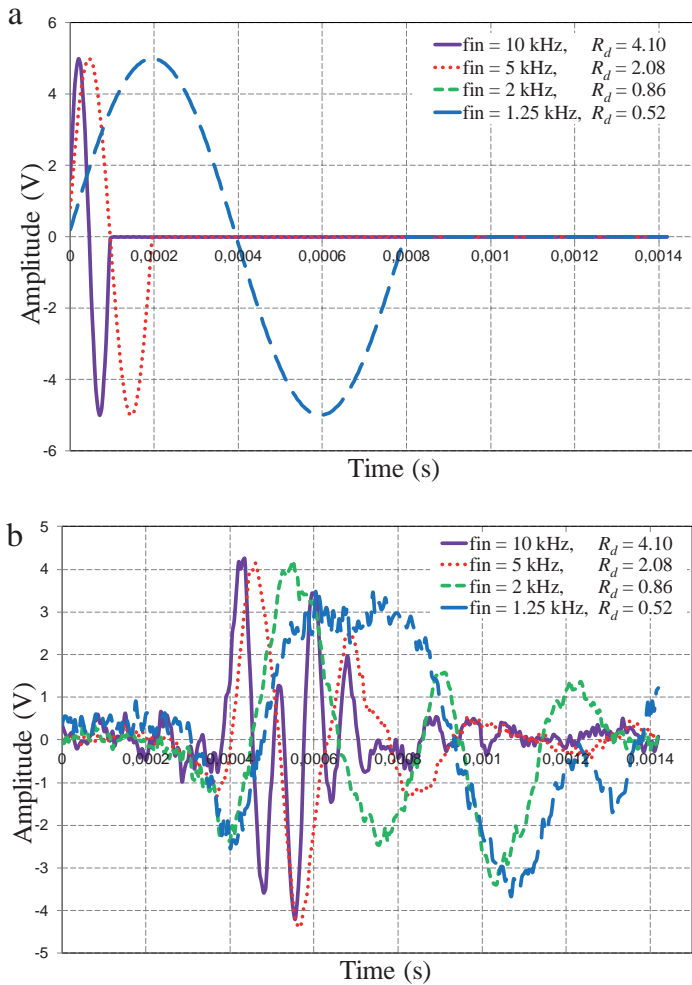 a
6
4
2
0
-2
-4
-6
Amplitude (V)
fin = 10 kHz, R_d = 4.10
fin = 5 kHz, R_d = 2.08
fin = 2 kHz, R_d = 0.86
fin = 1.25 kHz, R_d = 0.52
0 0,0002 0,0004 0,0006 0,0008 0,001 0,0012 0,0014
Time (s)
b
5
4
3
2
1
0
-1
-2
-3
-4
-5
Amplitude (V)
fin = 10 kHz, R_d = 4.10
fin = 5 kHz, R_d = 2.08
fin = 2 kHz, R_d = 0.86
fin = 1.25 kHz, R_d = 0.52
0 0,0002 0,0004 0,0006 0,0008 0,001 0,0012 0,0014
Time (s)